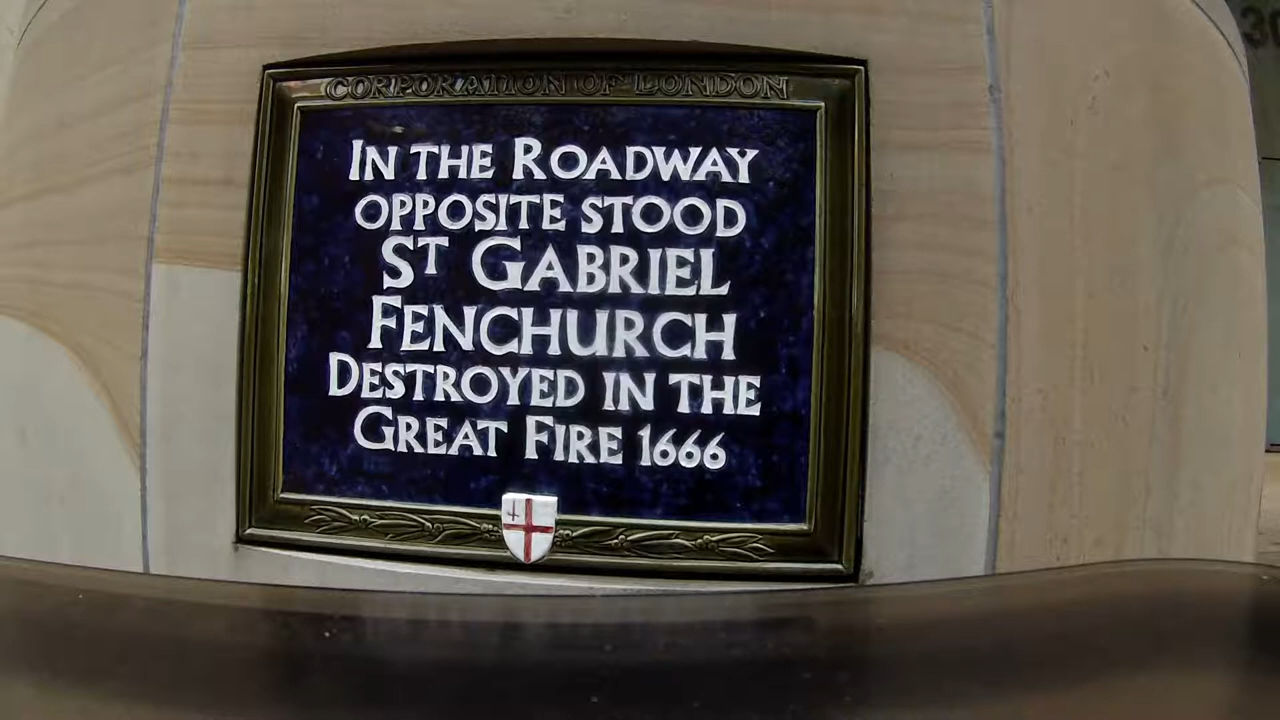 CORPORATION OF LONDON
IN THE ROADWAY
OPPOSITE STOOD
ST GABRIEL
FENCHURCH
DESTROYED IN THE
GREAT FIRE 1666